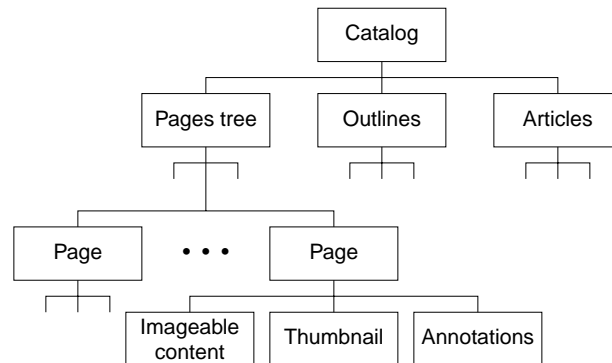 Catalog
Pages tree
Outlines
Articles
Page
• • •
Page
Imageable
content
Thumbnail
Annotations